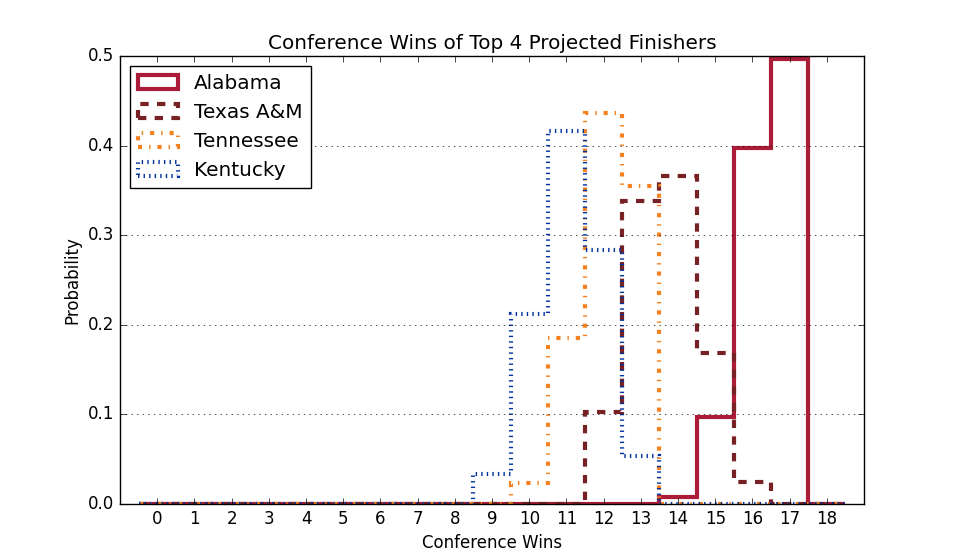 Conference Wins of Top 4 Projected Finishers
0.5
0.4
0.3
0.2
0.1
0.0
Probability
Alabama
Texas A&M
Tennessee
Kentucky
0 1 2 3 4 5 6 7 8 9 10 11 12 13 14 15 16 17 18
Conference Wins